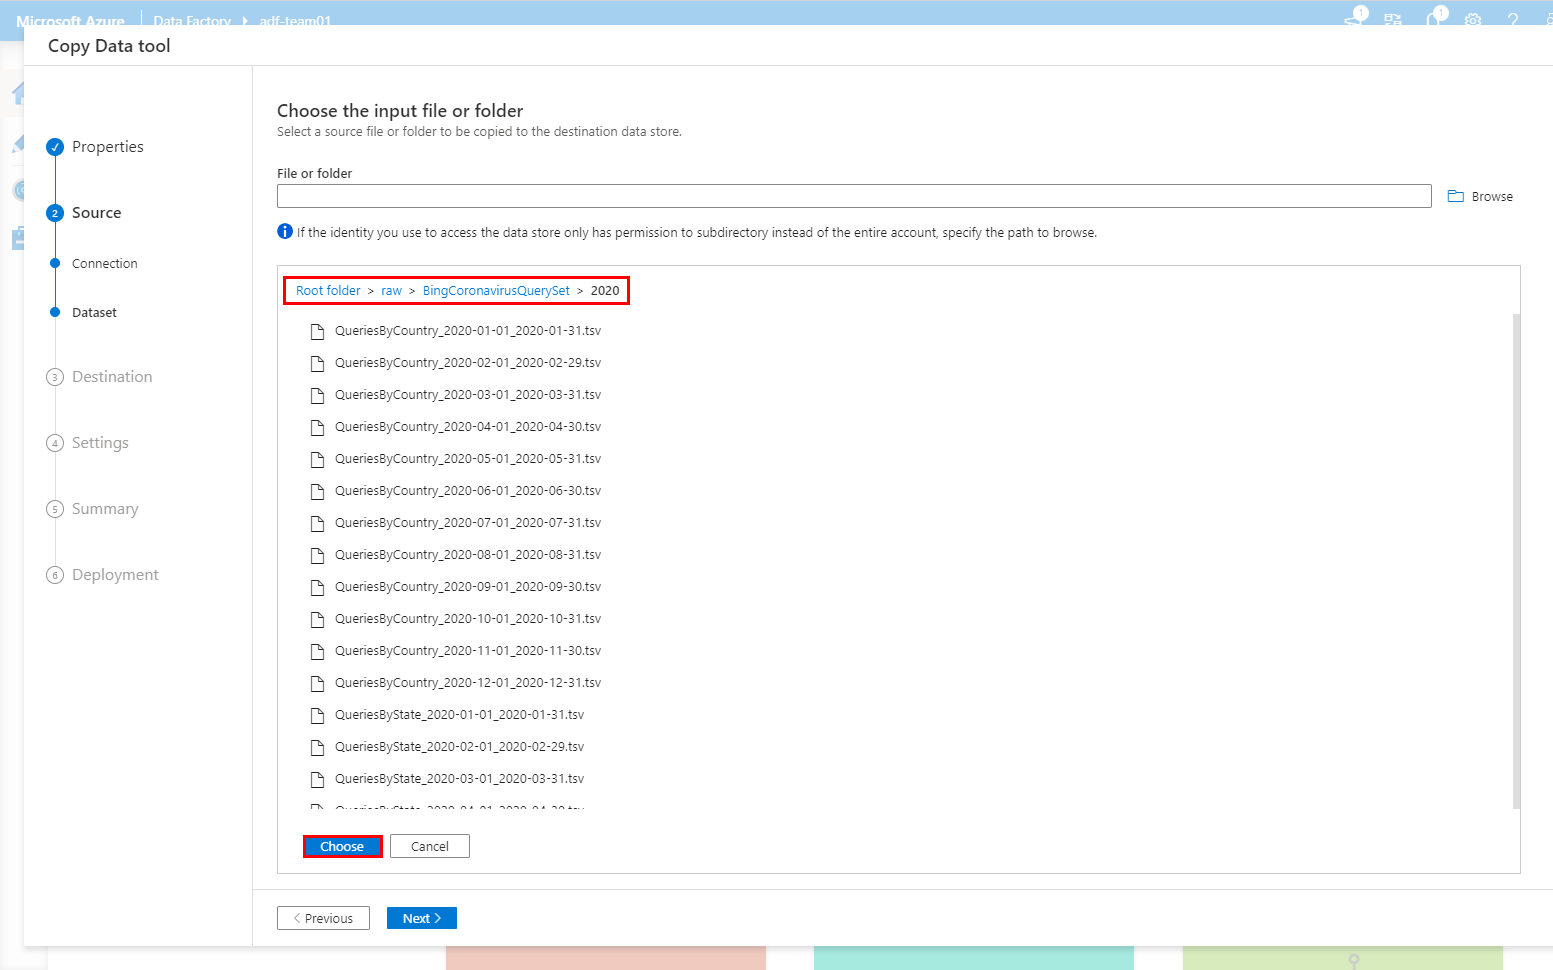 Microsoft Azure Data Factory adf-team01
1 1
Copy Data tool
Properties
2 Source
Connection
Dataset
3 Destination
4 Settings
5 Summary
6 Deployment
Choose the input file or folder
Select a source file or folder to be copied to the destination data store.
File or folder
Browse
If the identity you use to access the data store only has permission to subdirectory instead of the entire account, specify the path to browse.
Root folder > raw > BingCoronavirusQuerySet > 2020
QueriesByCountry_2020-01-01_2020-01-31.tsv
QueriesByCountry_2020-02-01_2020-02-29.tsv
QueriesByCountry_2020-03-01_2020-03-31.tsv
QueriesByCountry_2020-04-01_2020-04-30.tsv
QueriesByCountry_2020-05-01_2020-05-31.tsv
QueriesByCountry_2020-06-01_2020-06-30.tsv
QueriesByCountry_2020-07-01_2020-07-31.tsv
QueriesByCountry_2020-08-01_2020-08-31.tsv
QueriesByCountry_2020-09-01_2020-09-30.tsv
QueriesByCountry_2020-10-01_2020-10-31.tsv
QueriesByCountry_2020-11-01_2020-11-30.tsv
QueriesByCountry_2020-12-01_2020-12-31.tsv
QueriesByState_2020-01-01_2020-01-31.tsv
QueriesByState_2020-02-01_2020-02-29.tsv
QueriesByState_2020-03-01_2020-03-31.tsv
QueriesByState_2020-04-01_2020-04-30.tsv
Choose Cancel
< Previous Next >